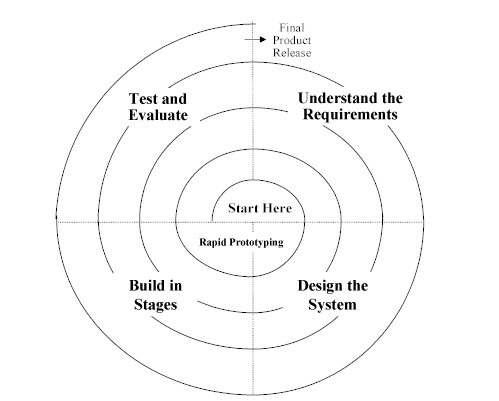 Final
Product
Release
Test and
Evaluate
Understand the
Requirements
Start Here
Rapid Prototyping
Build in
Stages
Design the
System